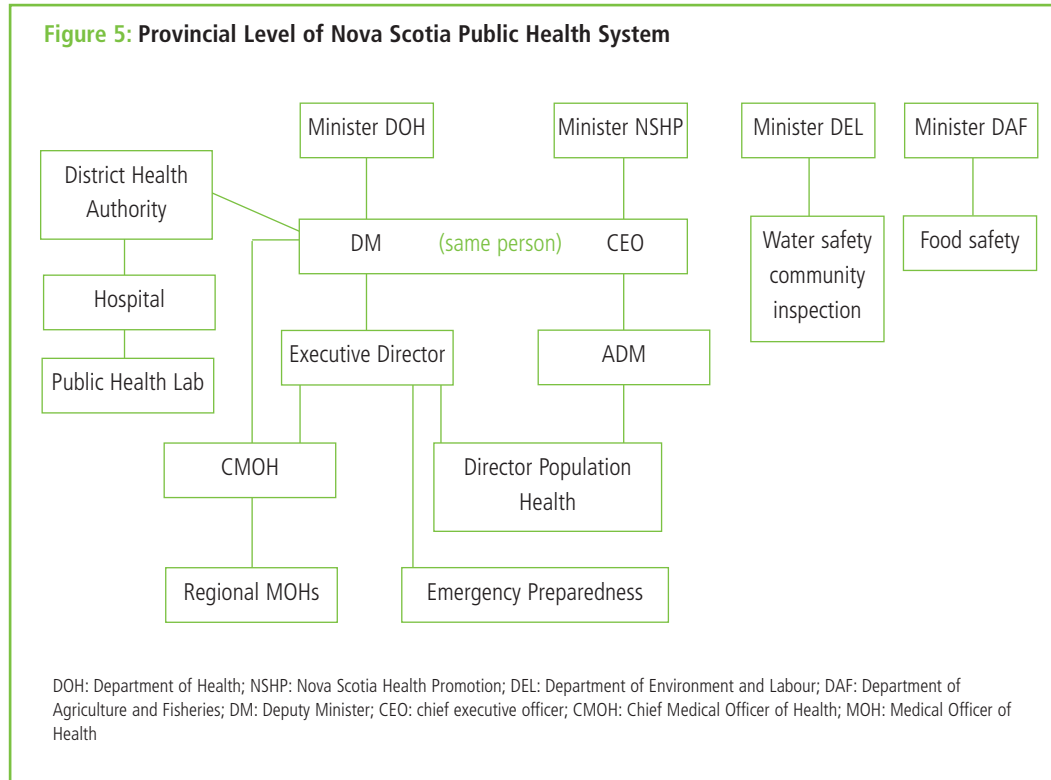 Figure 5: Provincial Level of Nova Scotia Public Health System
Minister DOH
Minister NSHP
Minister DEL
Minister DAF
District Health
Authority
DM (same person) CEO
Water safety
community
inspection
Food safety
Hospital
Executive Director
ADM
Public Health Lab
CMOH
Director Population
Health
Regional MOHs
Emergency Preparedness
DOH: Department of Health; NSHP: Nova Scotia Health Promotion; DEL: Department of Environment and Labour; DAF: Department of
Agriculture and Fisheries; DM: Deputy Minister; CEO: chief executive officer; CMOH: Chief Medical Officer of Health; MOH: Medical Officer of
Health